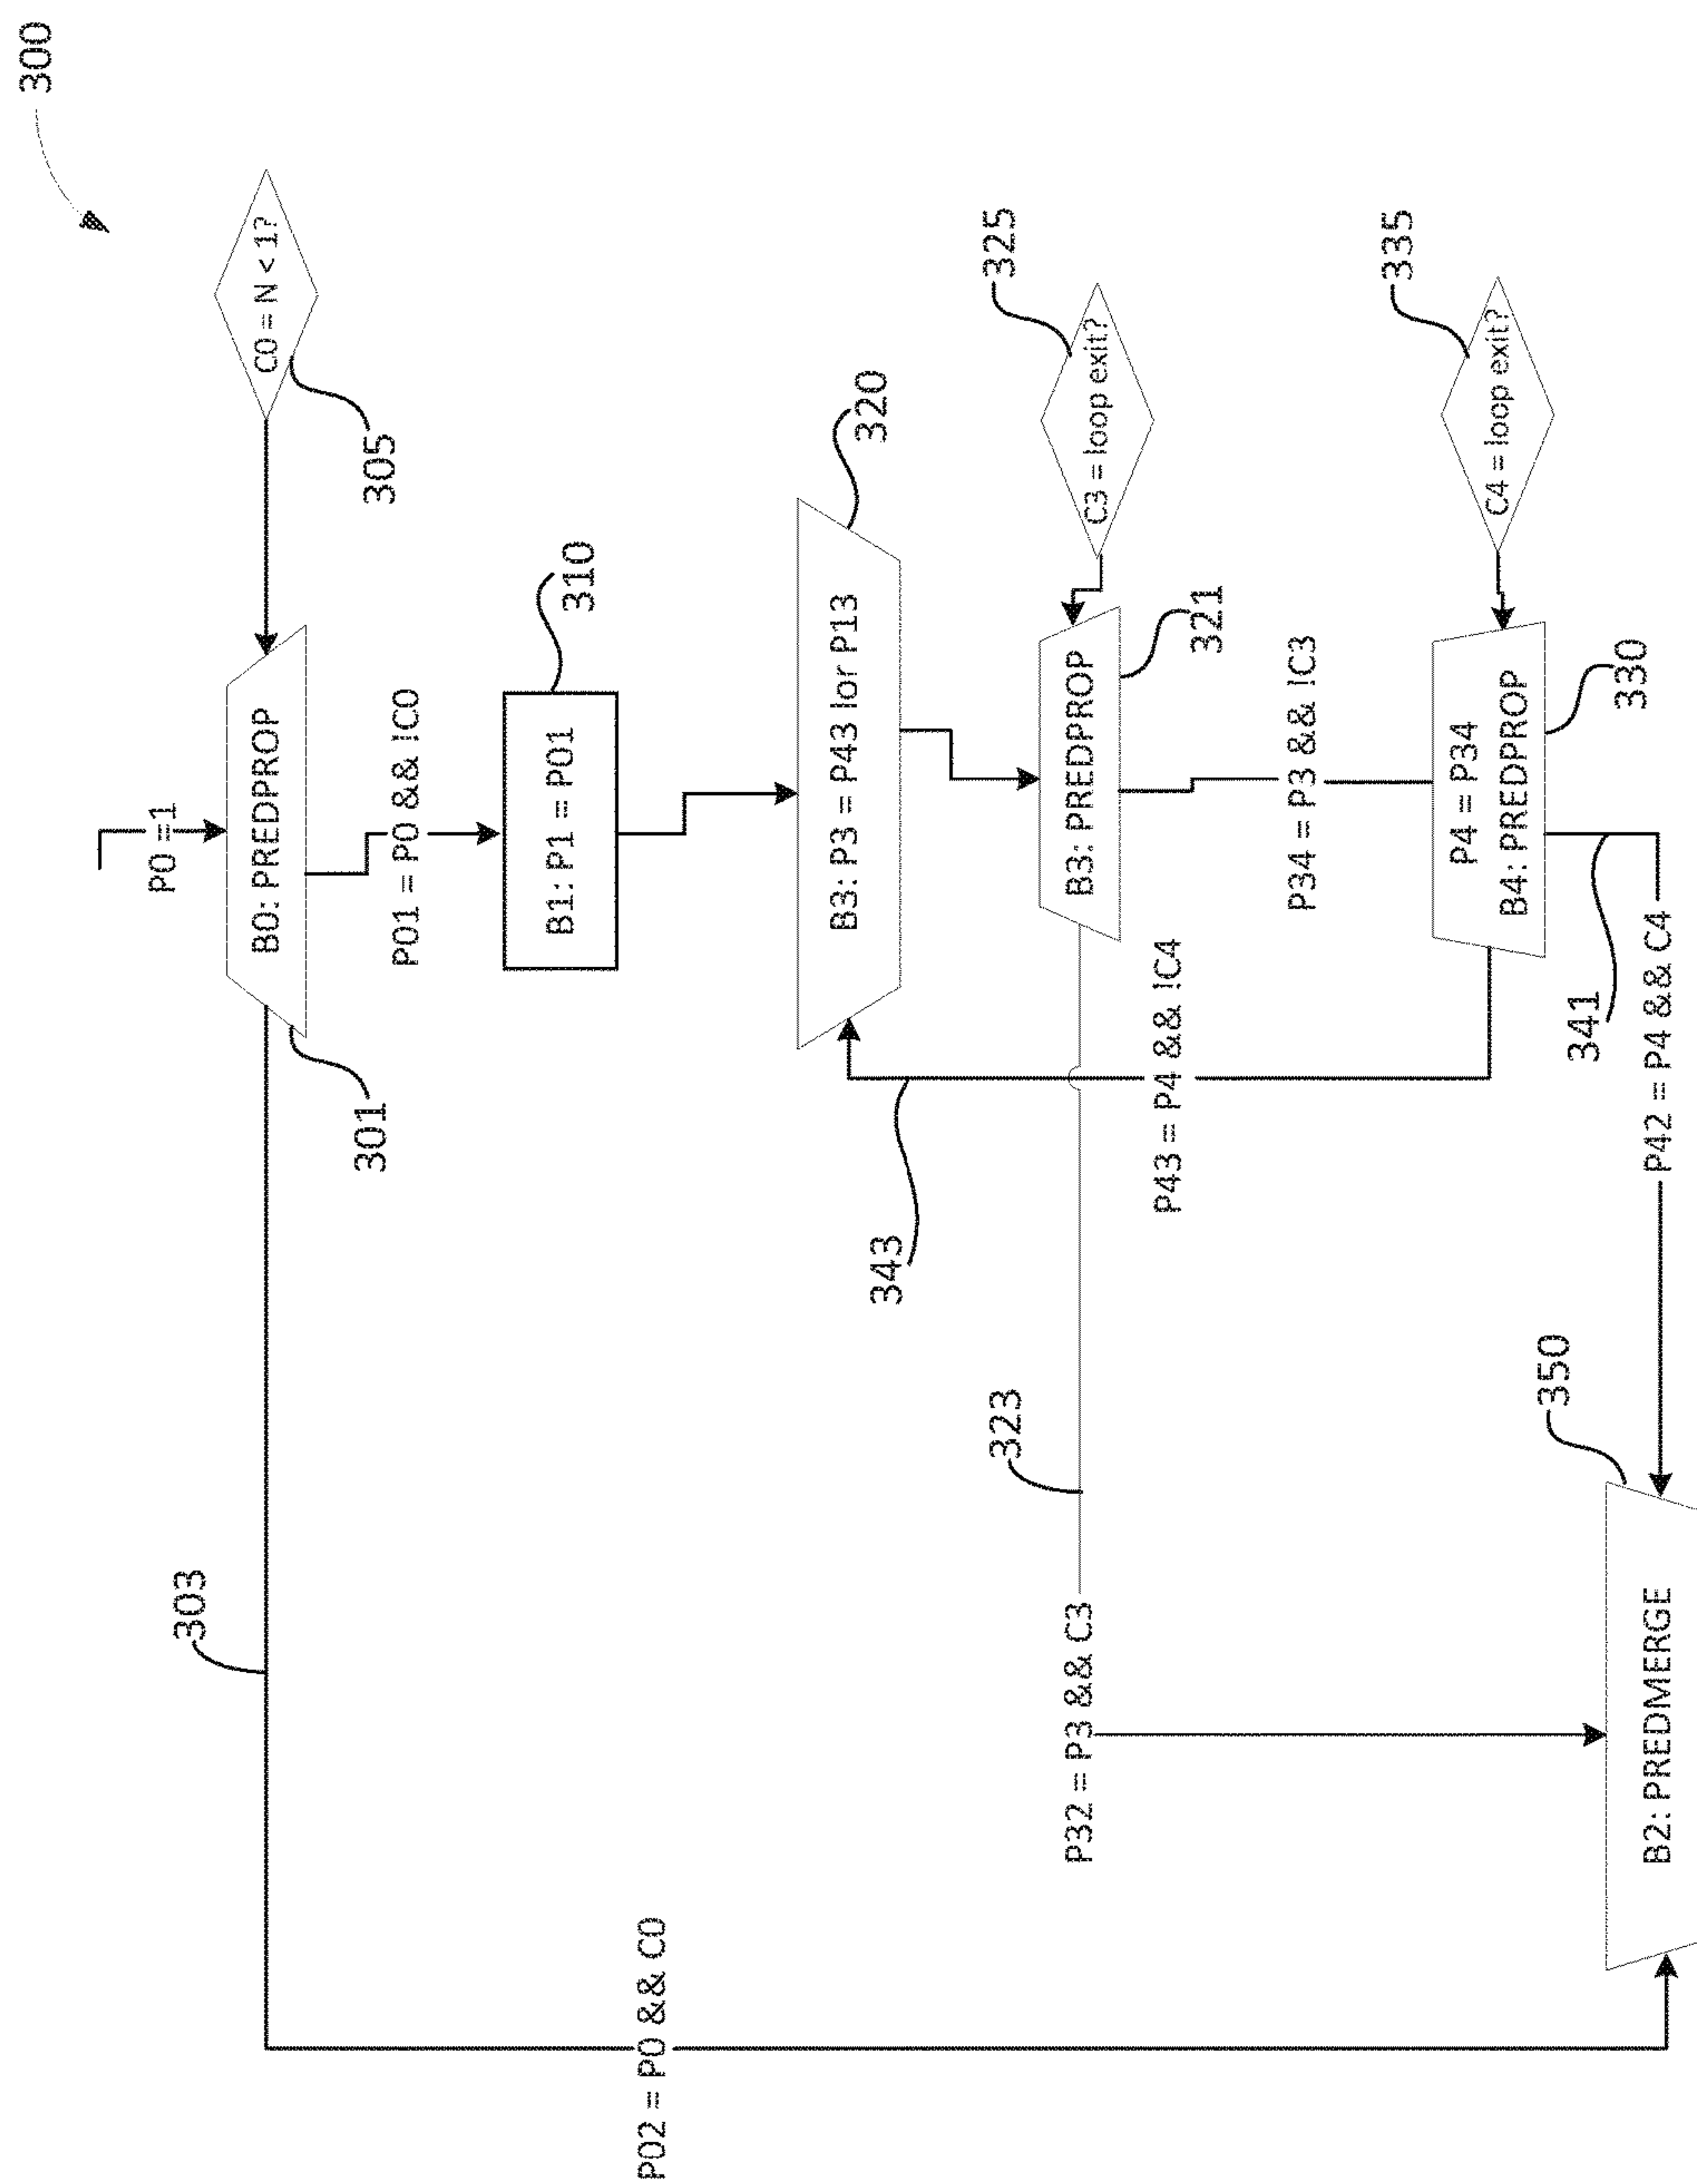 300
P0 =1
C0 = N < 1?
B0: PREDPROP
305
301
303
P01 = P0 && !C0
310
B1: P1 = P01
P02 = P0 && C0
320
B3: P3 = P43 lor P13
343
325
C3 = loop exit?
B3: PREDPROP
321
323
P32 = P3 && C3
P43 = P4 && !C4
P34 = P3 && !C3
335
C4 = loop exit?
P4 = P34
B4: PREDPROP
330
341
350
P42 = P4 && C4
B2: PREDMERGE